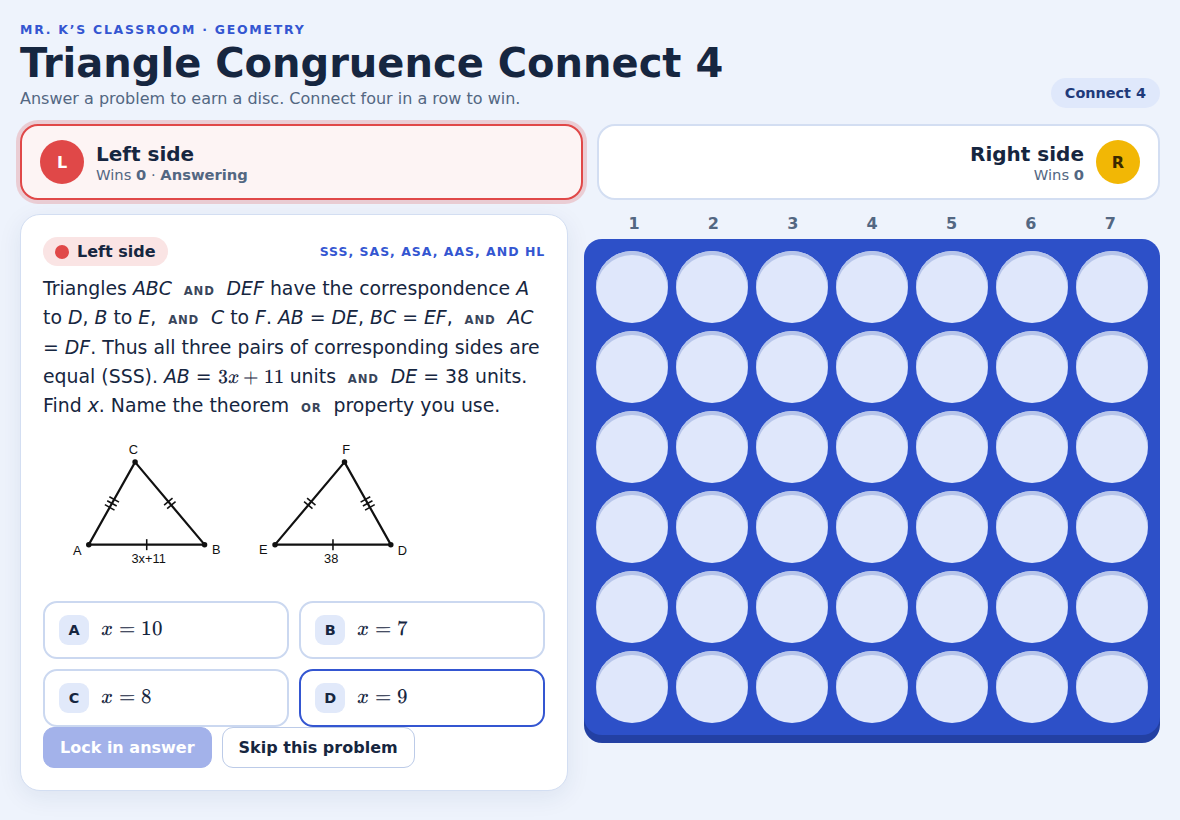 MR. K’S CLASSROOM · GEOMETRY
Triangle Congruence Connect 4
Answer a problem to earn a disc. Connect four in a row to win.
Connect 4
L
Left side
Wins 0 · Answering
Right side
Wins 0
R
Left side
SSS, SAS, ASA, AAS, AND HL
Triangles ABC AND DEF have the correspondence A
to D, B to E, AND C to F. AB = DE, BC = EF, AND AC
= DF. Thus all three pairs of corresponding sides are
equal (SSS). AB = 3x + 11 units AND DE = 38 units.
Find x. Name the theorem OR property you use.
C
F
A
B
E
D
3x+11
38
A x = 10
B x = 7
C x = 8
D x = 9
Lock in answer
Skip this problem
1 2 3 4 5 6 7